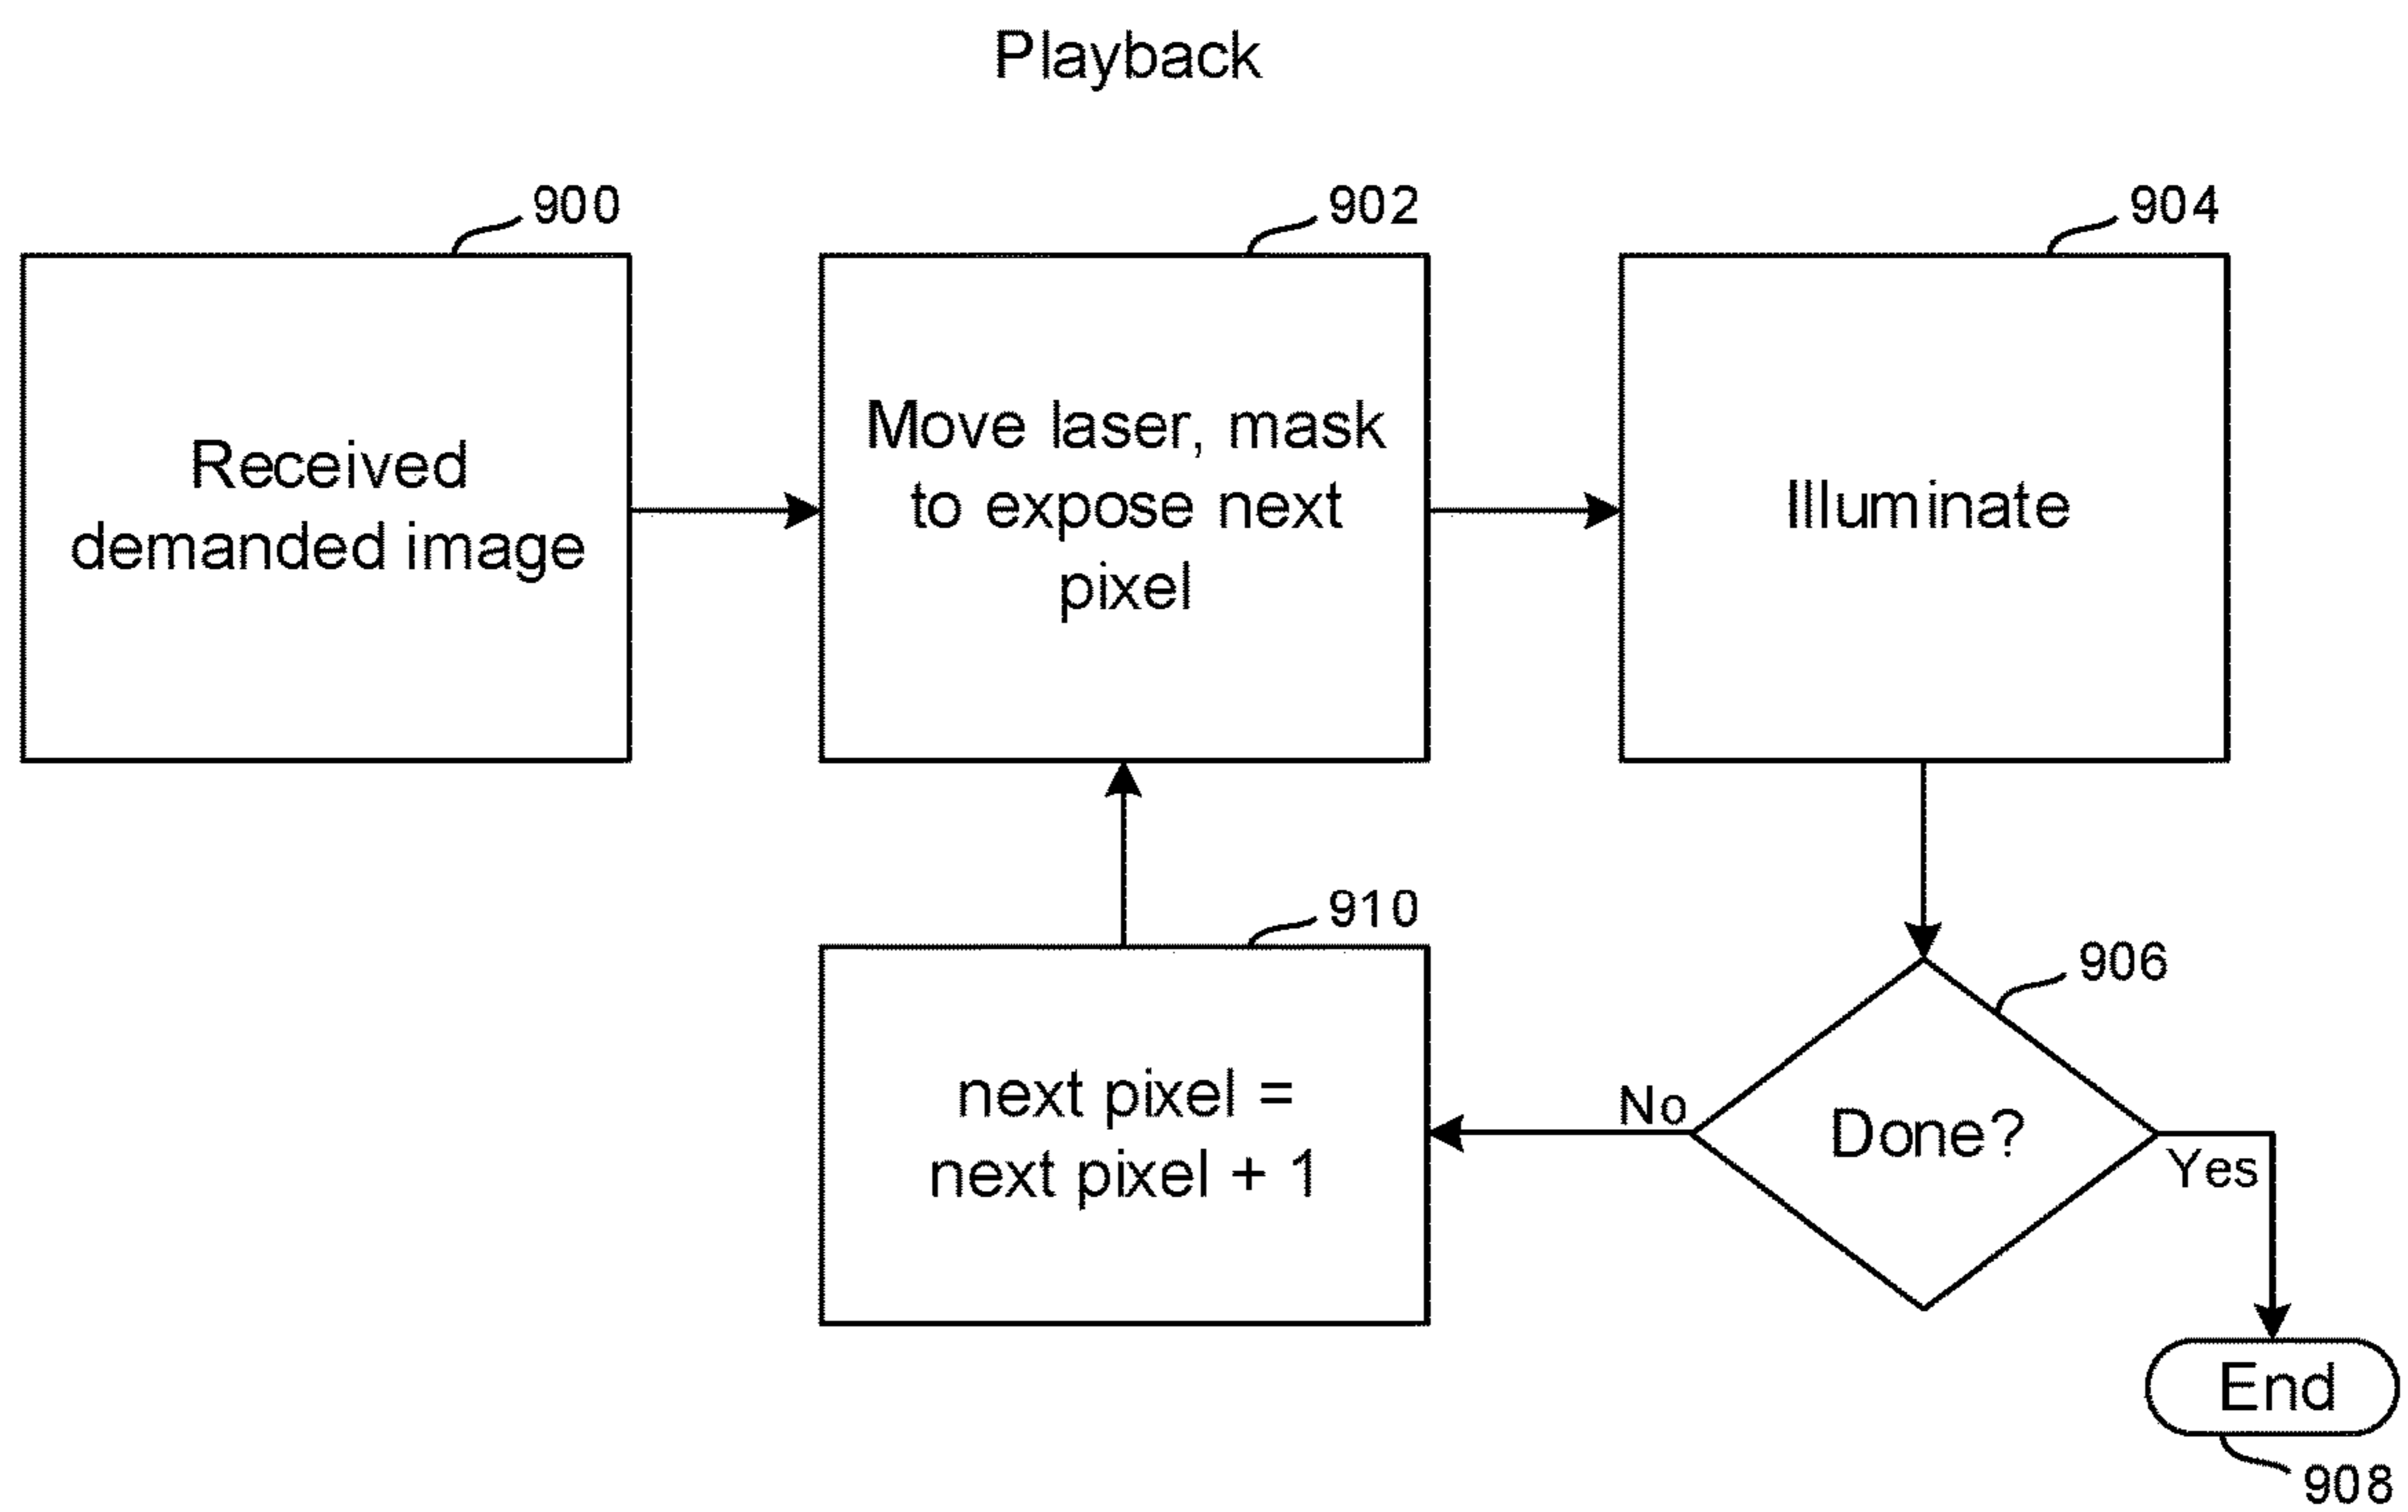 Playback
900
Received
demanded image
902
Move laser, mask
to expose next
pixel
904
Illuminate
906
Done?
No
Yes
910
next pixel =
next pixel + 1
End
908